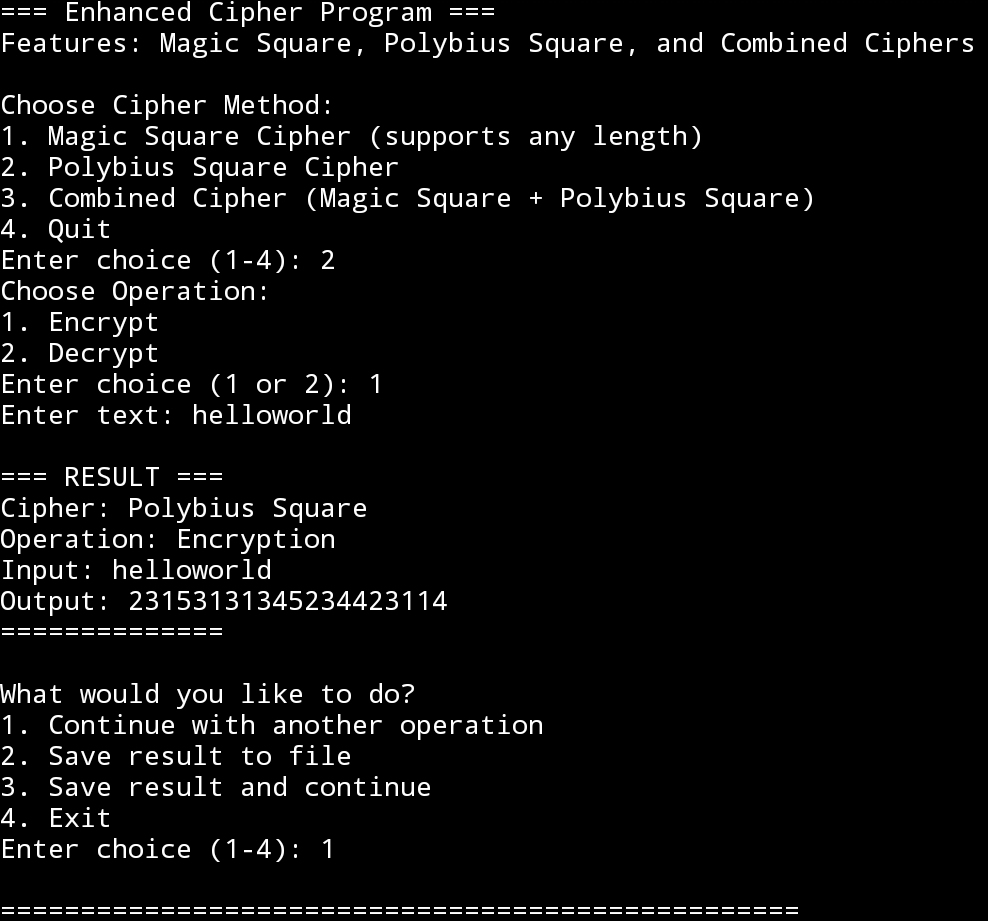 === Enhanced Cipher Program ===
Features: Magic Square, Polybius Square, and Combined Ciphers
Choose Cipher Method:
1. Magic Square Cipher (supports any length)
2. Polybius Square Cipher
3. Combined Cipher (Magic Square + Polybius Square)
4. Quit
Enter choice (1-4): 2
Choose Operation:
1. Encrypt
2. Decrypt
Enter choice (1 or 2): 1
Enter text: helloworld
=== RESULT ===
Cipher: Polybius Square
Operation: Encryption
Input: helloworld
Output: 23153131345234423114
==============
What would you like to do?
1. Continue with another operation
2. Save result to file
3. Save result and continue
4. Exit
Enter choice (1-4): 1
==================================================